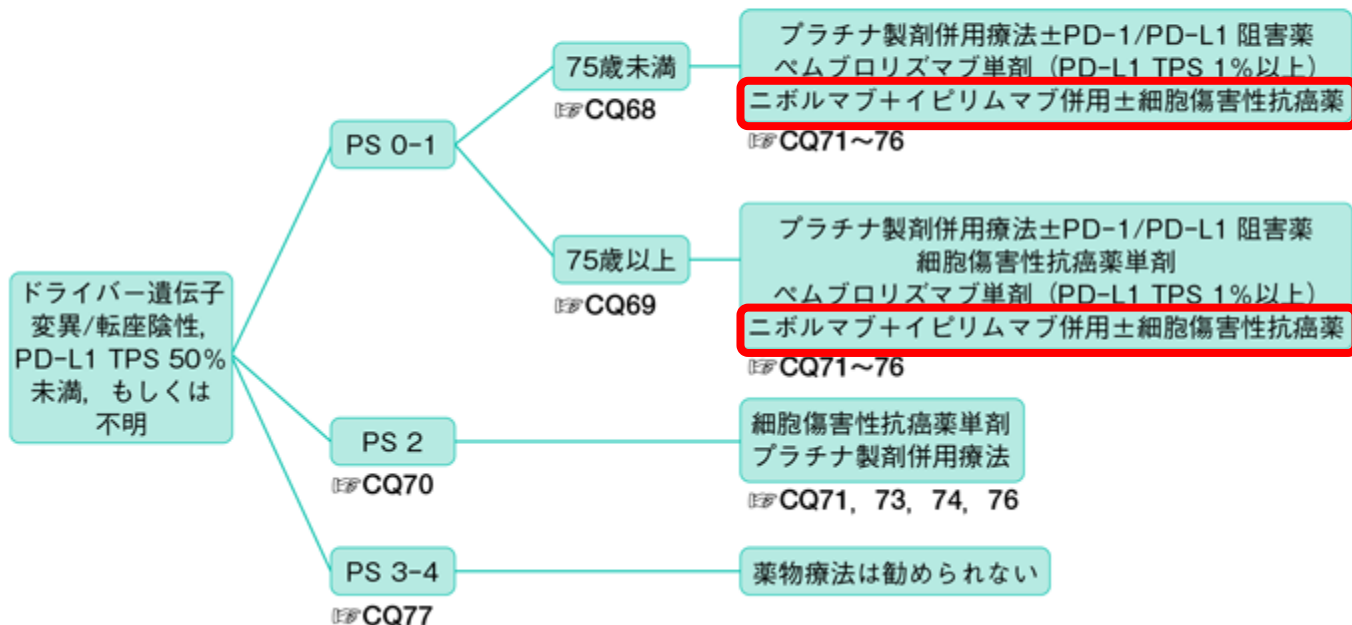 ドライバー遺伝子
変異/転座陰性,
PD-L1 TPS 50%
未満,もしくは
不明
PS 0-1
75歳未満
☞CQ68
プラチナ製剤併用療法±PD-1/PD-L1 阻害薬
ペムブロリズマブ単剤(PD-L1 TPS 1%以上)
ニボルマブ+イピリムマブ併用±細胞傷害性抗癌薬
☞CQ71〜76
75歳以上
☞CQ69
プラチナ製剤併用療法±PD-1/PD-L1 阻害薬
細胞傷害性抗癌薬単剤
ペムブロリズマブ単剤(PD-L1 TPS 1%以上)
ニボルマブ+イピリムマブ併用±細胞傷害性抗癌薬
☞CQ71〜76
PS 2
☞CQ70
細胞傷害性抗癌薬単剤
プラチナ製剤併用療法
☞CQ71, 73, 74, 76
PS 3-4
☞CQ77
薬物療法は勧められない